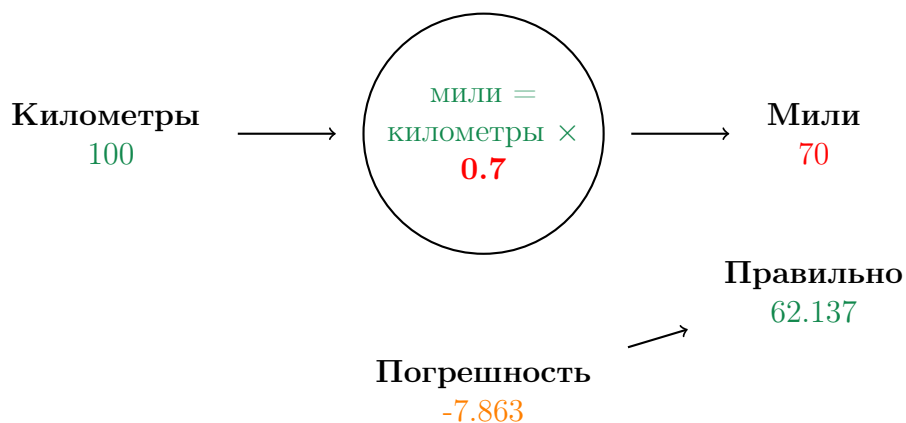 Километры
100
мили =
километры ×
0.7
Мили
70
Правильно
62.137
Погрешность
-7.863